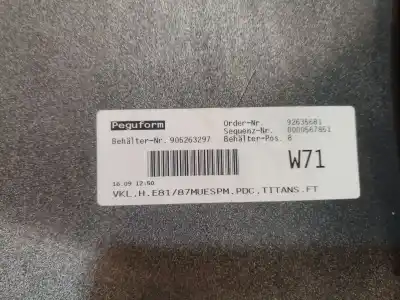 Peguform
Order-Nr. 92635681
Sequenz-Nr. 0000567861
Behälter-Nr. 906263297 Behälter-Pos. 8
W71
16.09 12:50
VKL.H.E81/87MUESPM.PDC.TITANS.FT